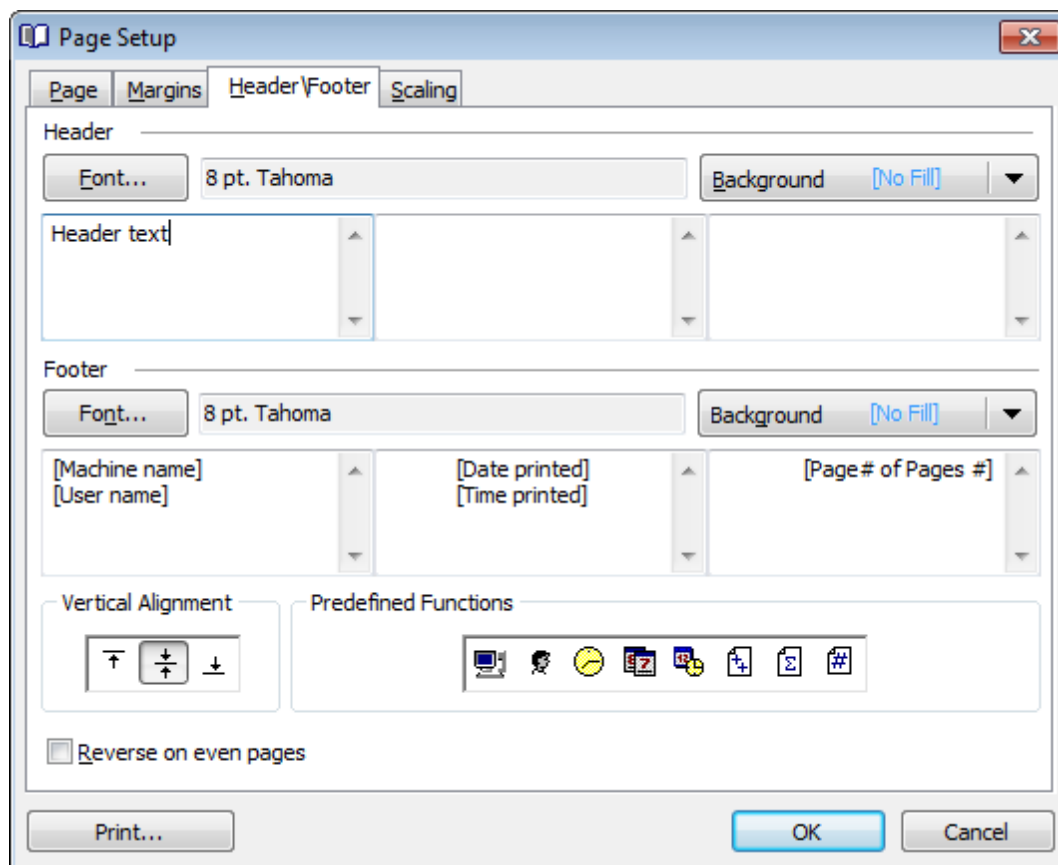 Page Setup
Page Margins Header\Footer Scaling
Header
Font... 8 pt. Tahoma Background [No Fill]
Header text
Footer
Font... 8 pt. Tahoma Background [No Fill]
[Machine name] [Date printed] [Page# of Pages #]
[User name] [Time printed]
Vertical Alignment Predefined Functions
Reverse on even pages
Print... OK Cancel